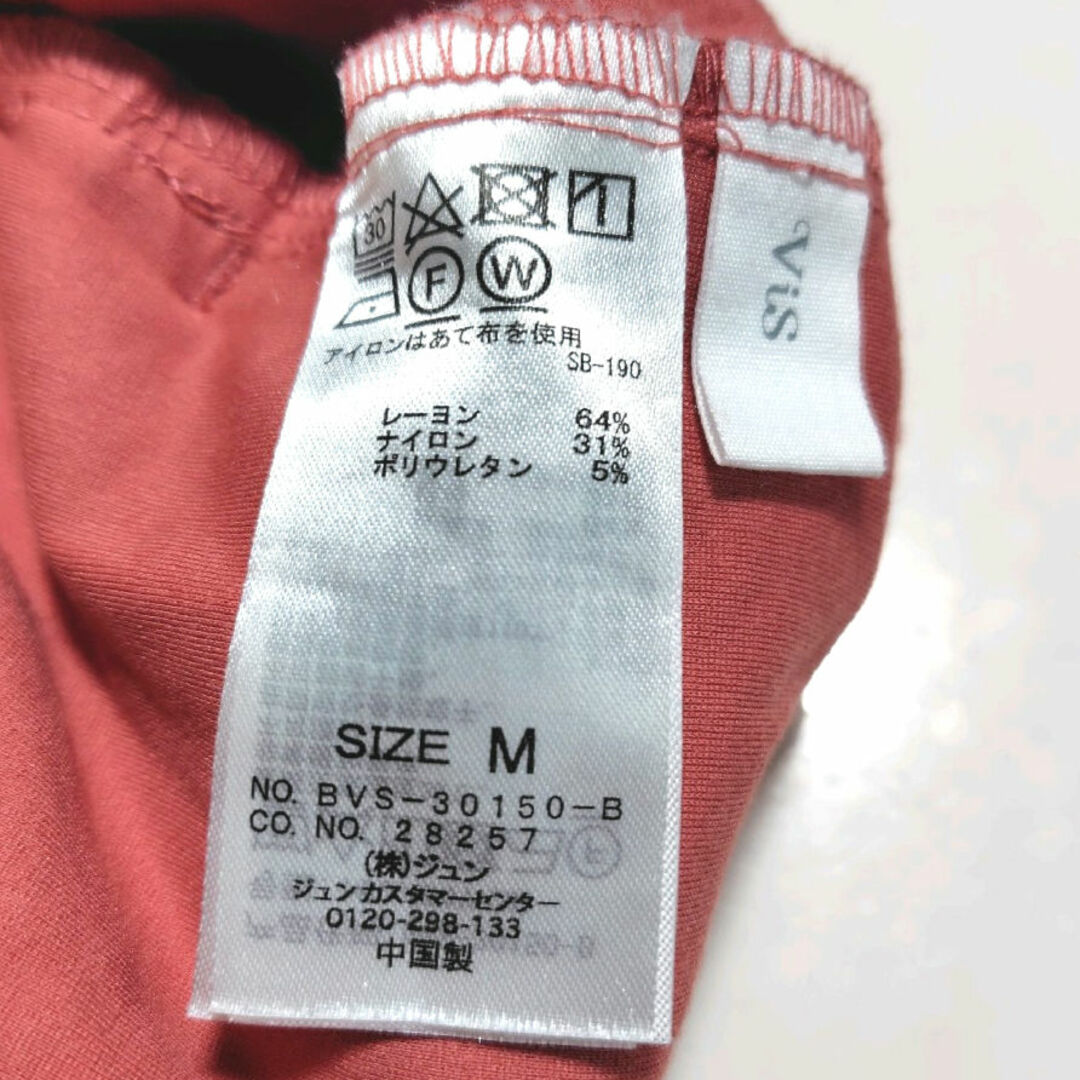 30
F W
アイロンはあて布を使用
SB-190
レーヨン 64%
ナイロン 31%
ポリウレタン 5%
SIZE M
NO. BVS-30150-B
CO. NO. 28257
(株)ジュン
ジュンカスタマーセンター
0120-298-133
中国製
ViS